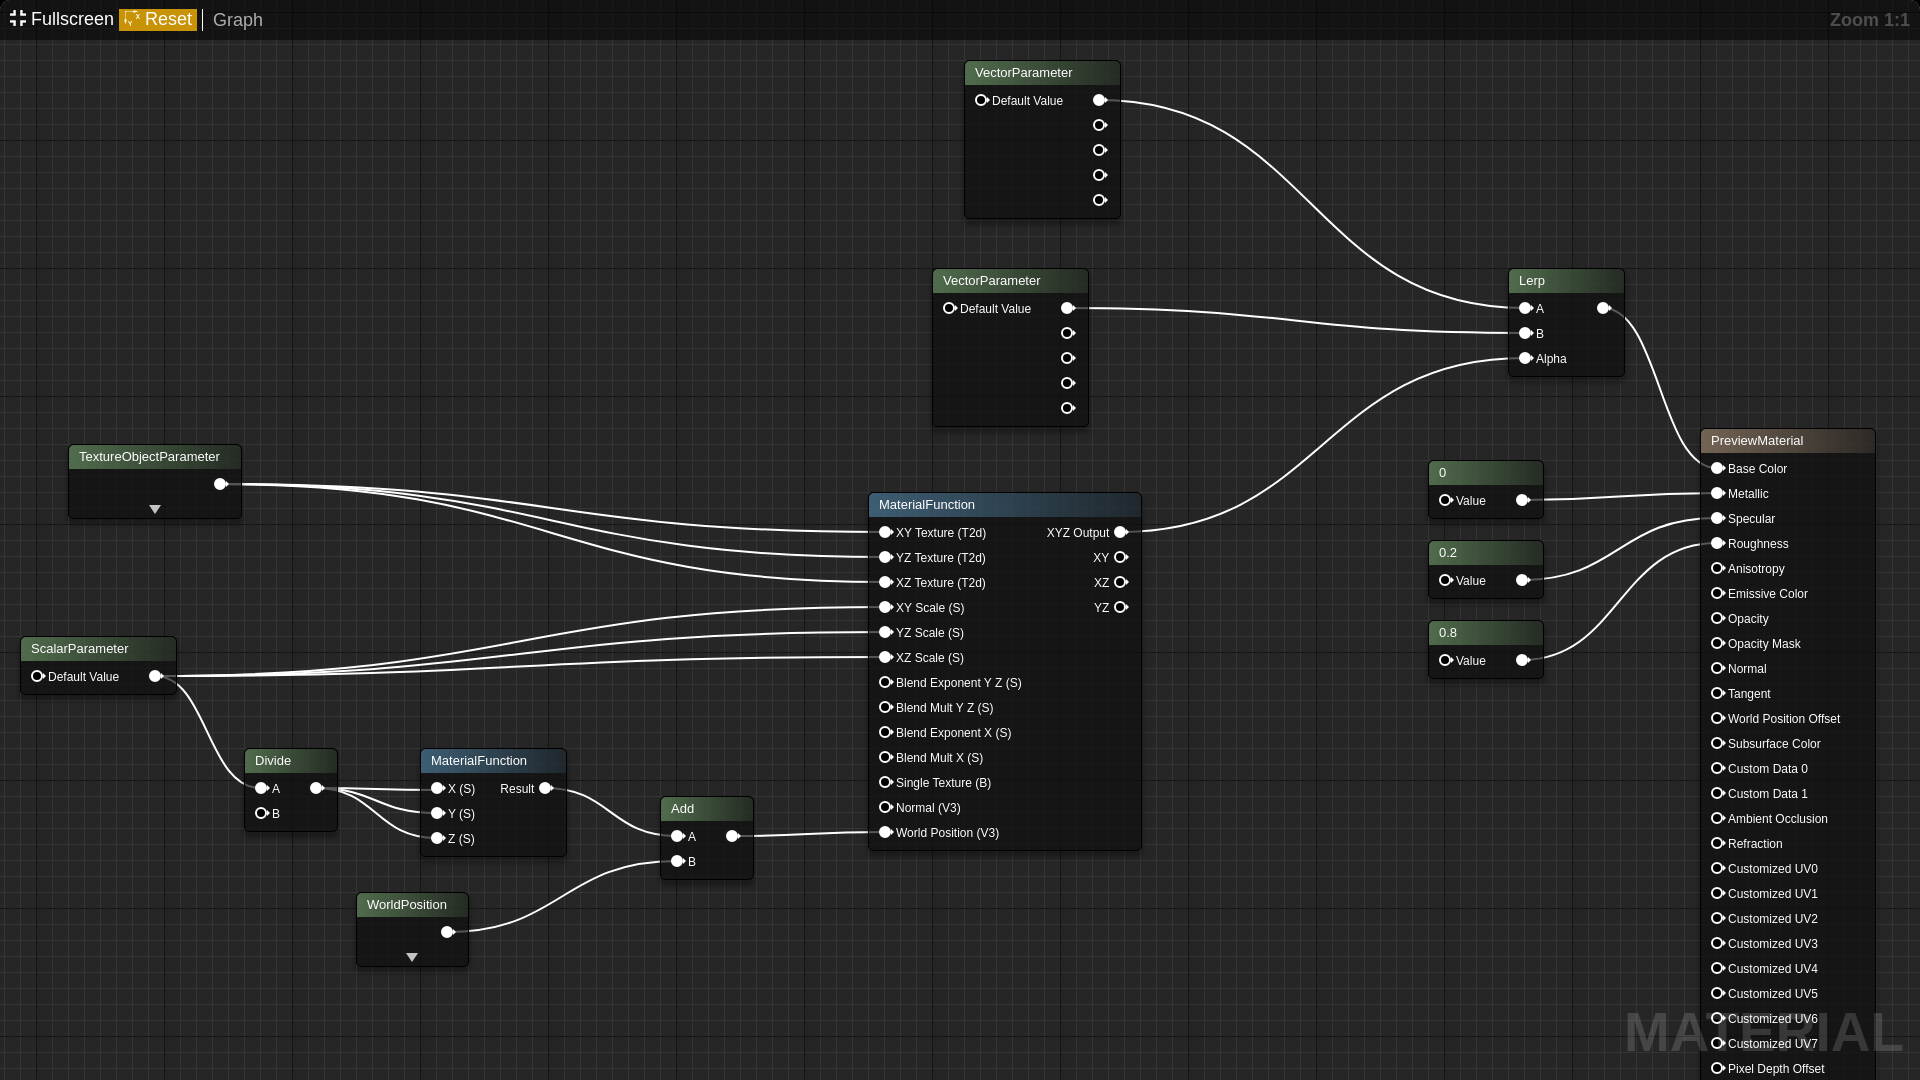 Fullscreen Reset Graph
Zoom 1:1
VectorParameter
Default Value
VectorParameter
Default Value
Lerp
A
B
Alpha
TextureObjectParameter
ScalarParameter
Default Value
Divide
A
B
MaterialFunction
X (S) Result
Y (S)
Z (S)
WorldPosition
Add
A
B
MaterialFunction
XY Texture (T2d) XYZ Output
YZ Texture (T2d) XY
XZ Texture (T2d) XZ
XY Scale (S) YZ
YZ Scale (S)
XZ Scale (S)
Blend Exponent Y Z (S)
Blend Mult Y Z (S)
Blend Exponent X (S)
Blend Mult X (S)
Single Texture (B)
Normal (V3)
World Position (V3)
0
Value
0.2
Value
0.8
Value
PreviewMaterial
Base Color
Metallic
Specular
Roughness
Anisotropy
Emissive Color
Opacity
Opacity Mask
Normal
Tangent
World Position Offset
Subsurface Color
Custom Data 0
Custom Data 1
Ambient Occlusion
Refraction
Customized UV0
Customized UV1
Customized UV2
Customized UV3
Customized UV4
Customized UV5
Customized UV6
Customized UV7
Pixel Depth Offset
MATERIAL